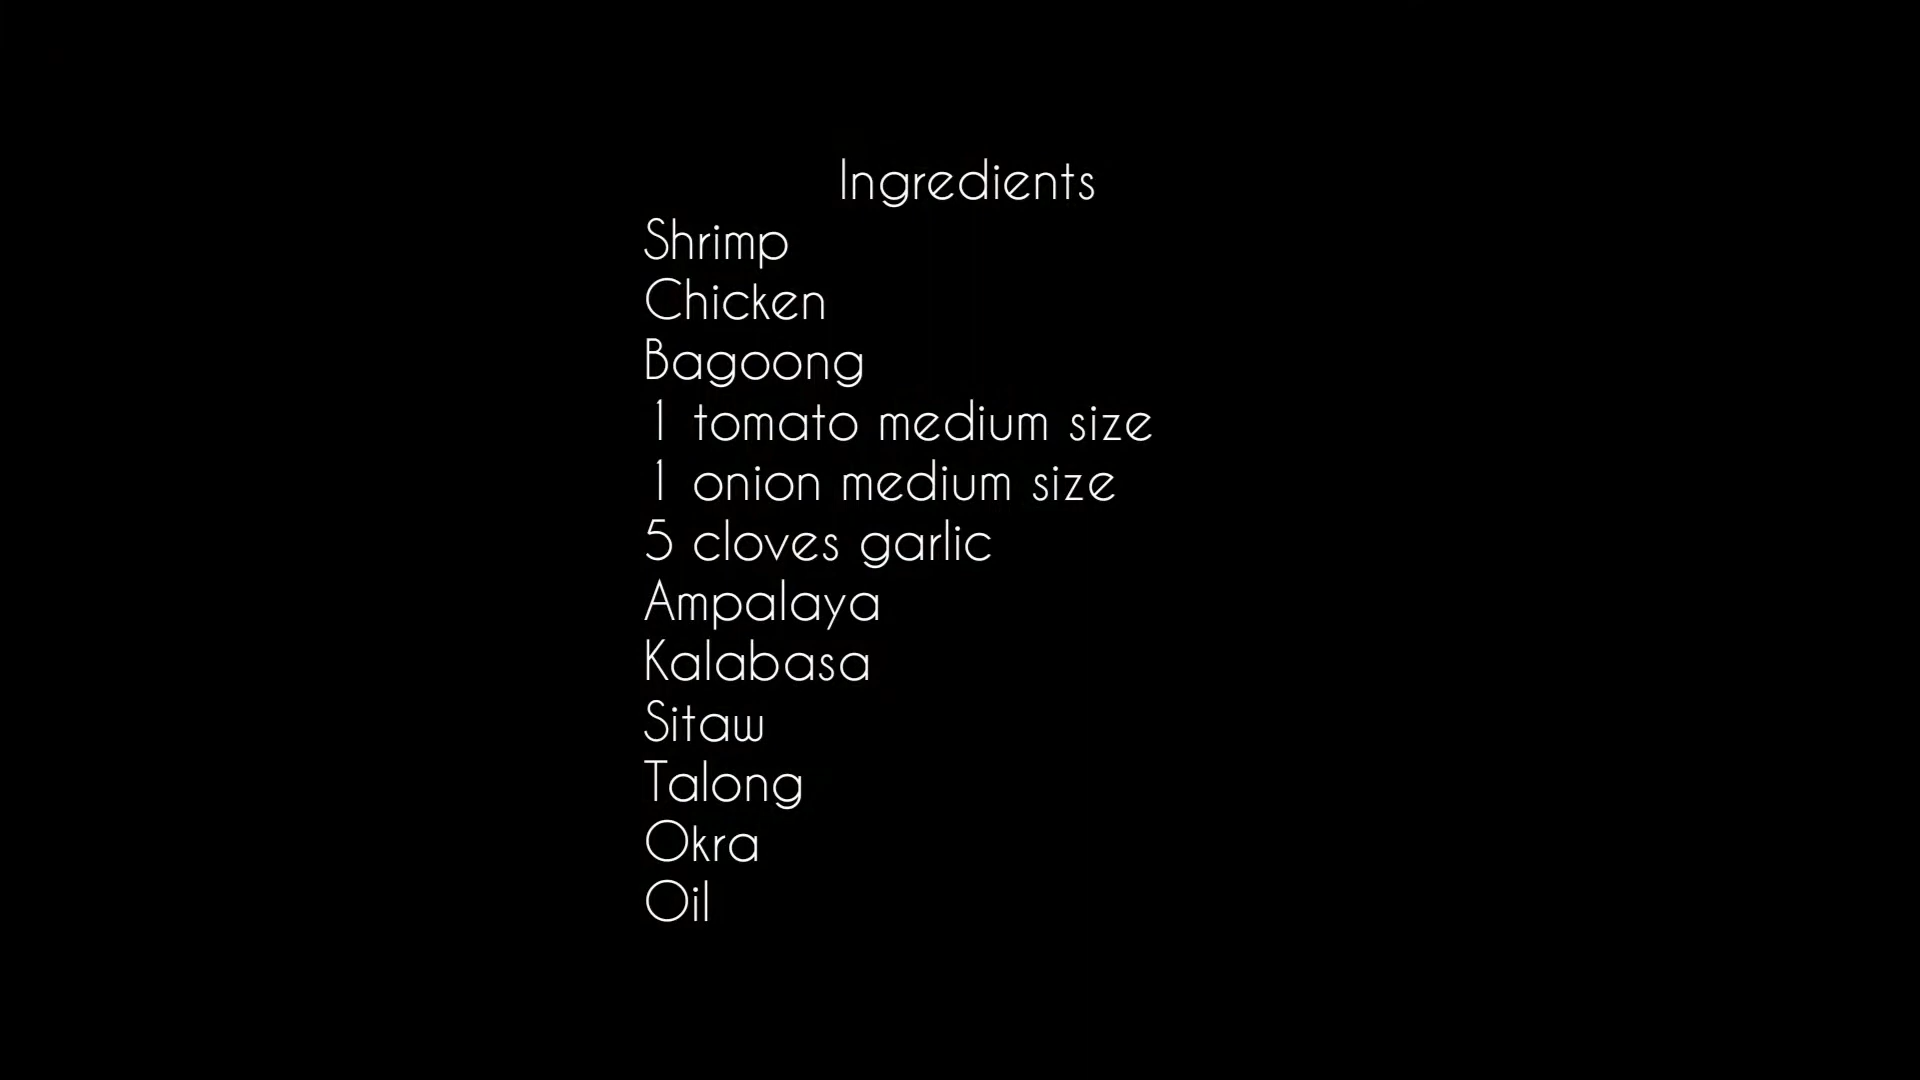 Ingredients
Shrimp
Chicken
Bagoong
1 tomato medium size
1 onion medium size
5 cloves garlic
Ampalaya
Kalabasa
Sitaw
Talong
Okra
Oil